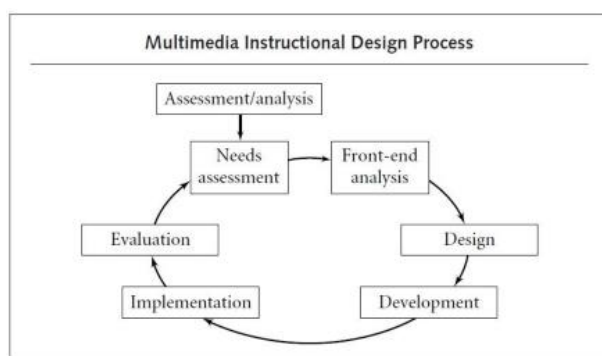 Multimedia Instructional Design Process
Assessment/analysis
Needs
assessment
Front-end
analysis
Evaluation
Design
Implementation
Development